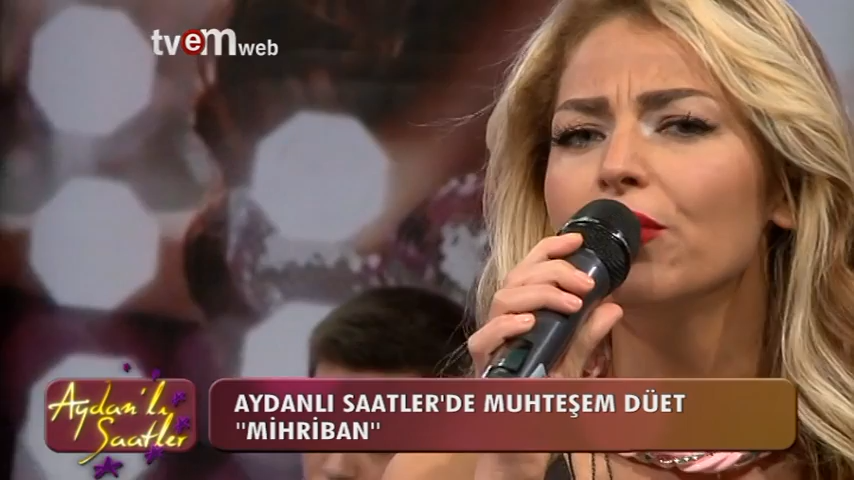 tvem web
Aydan'lı
Saatler
AYDANLI SAATLER'DE MUHTEŞEM DÜET
"MİHRİBAN"